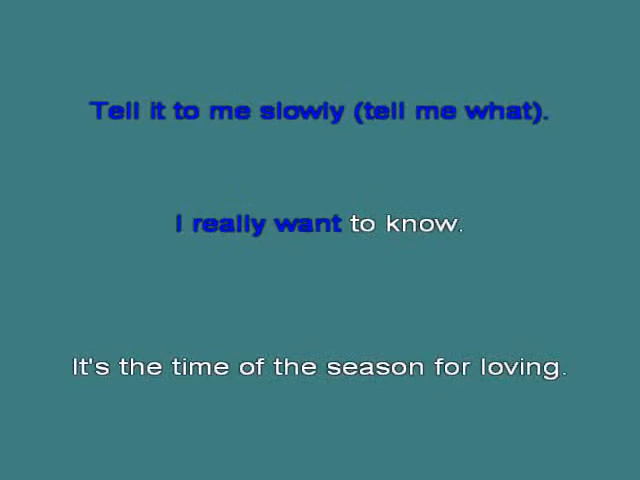 Tell it to me slowly (tell me what).
I really want to know.
It's the time of the season for loving.